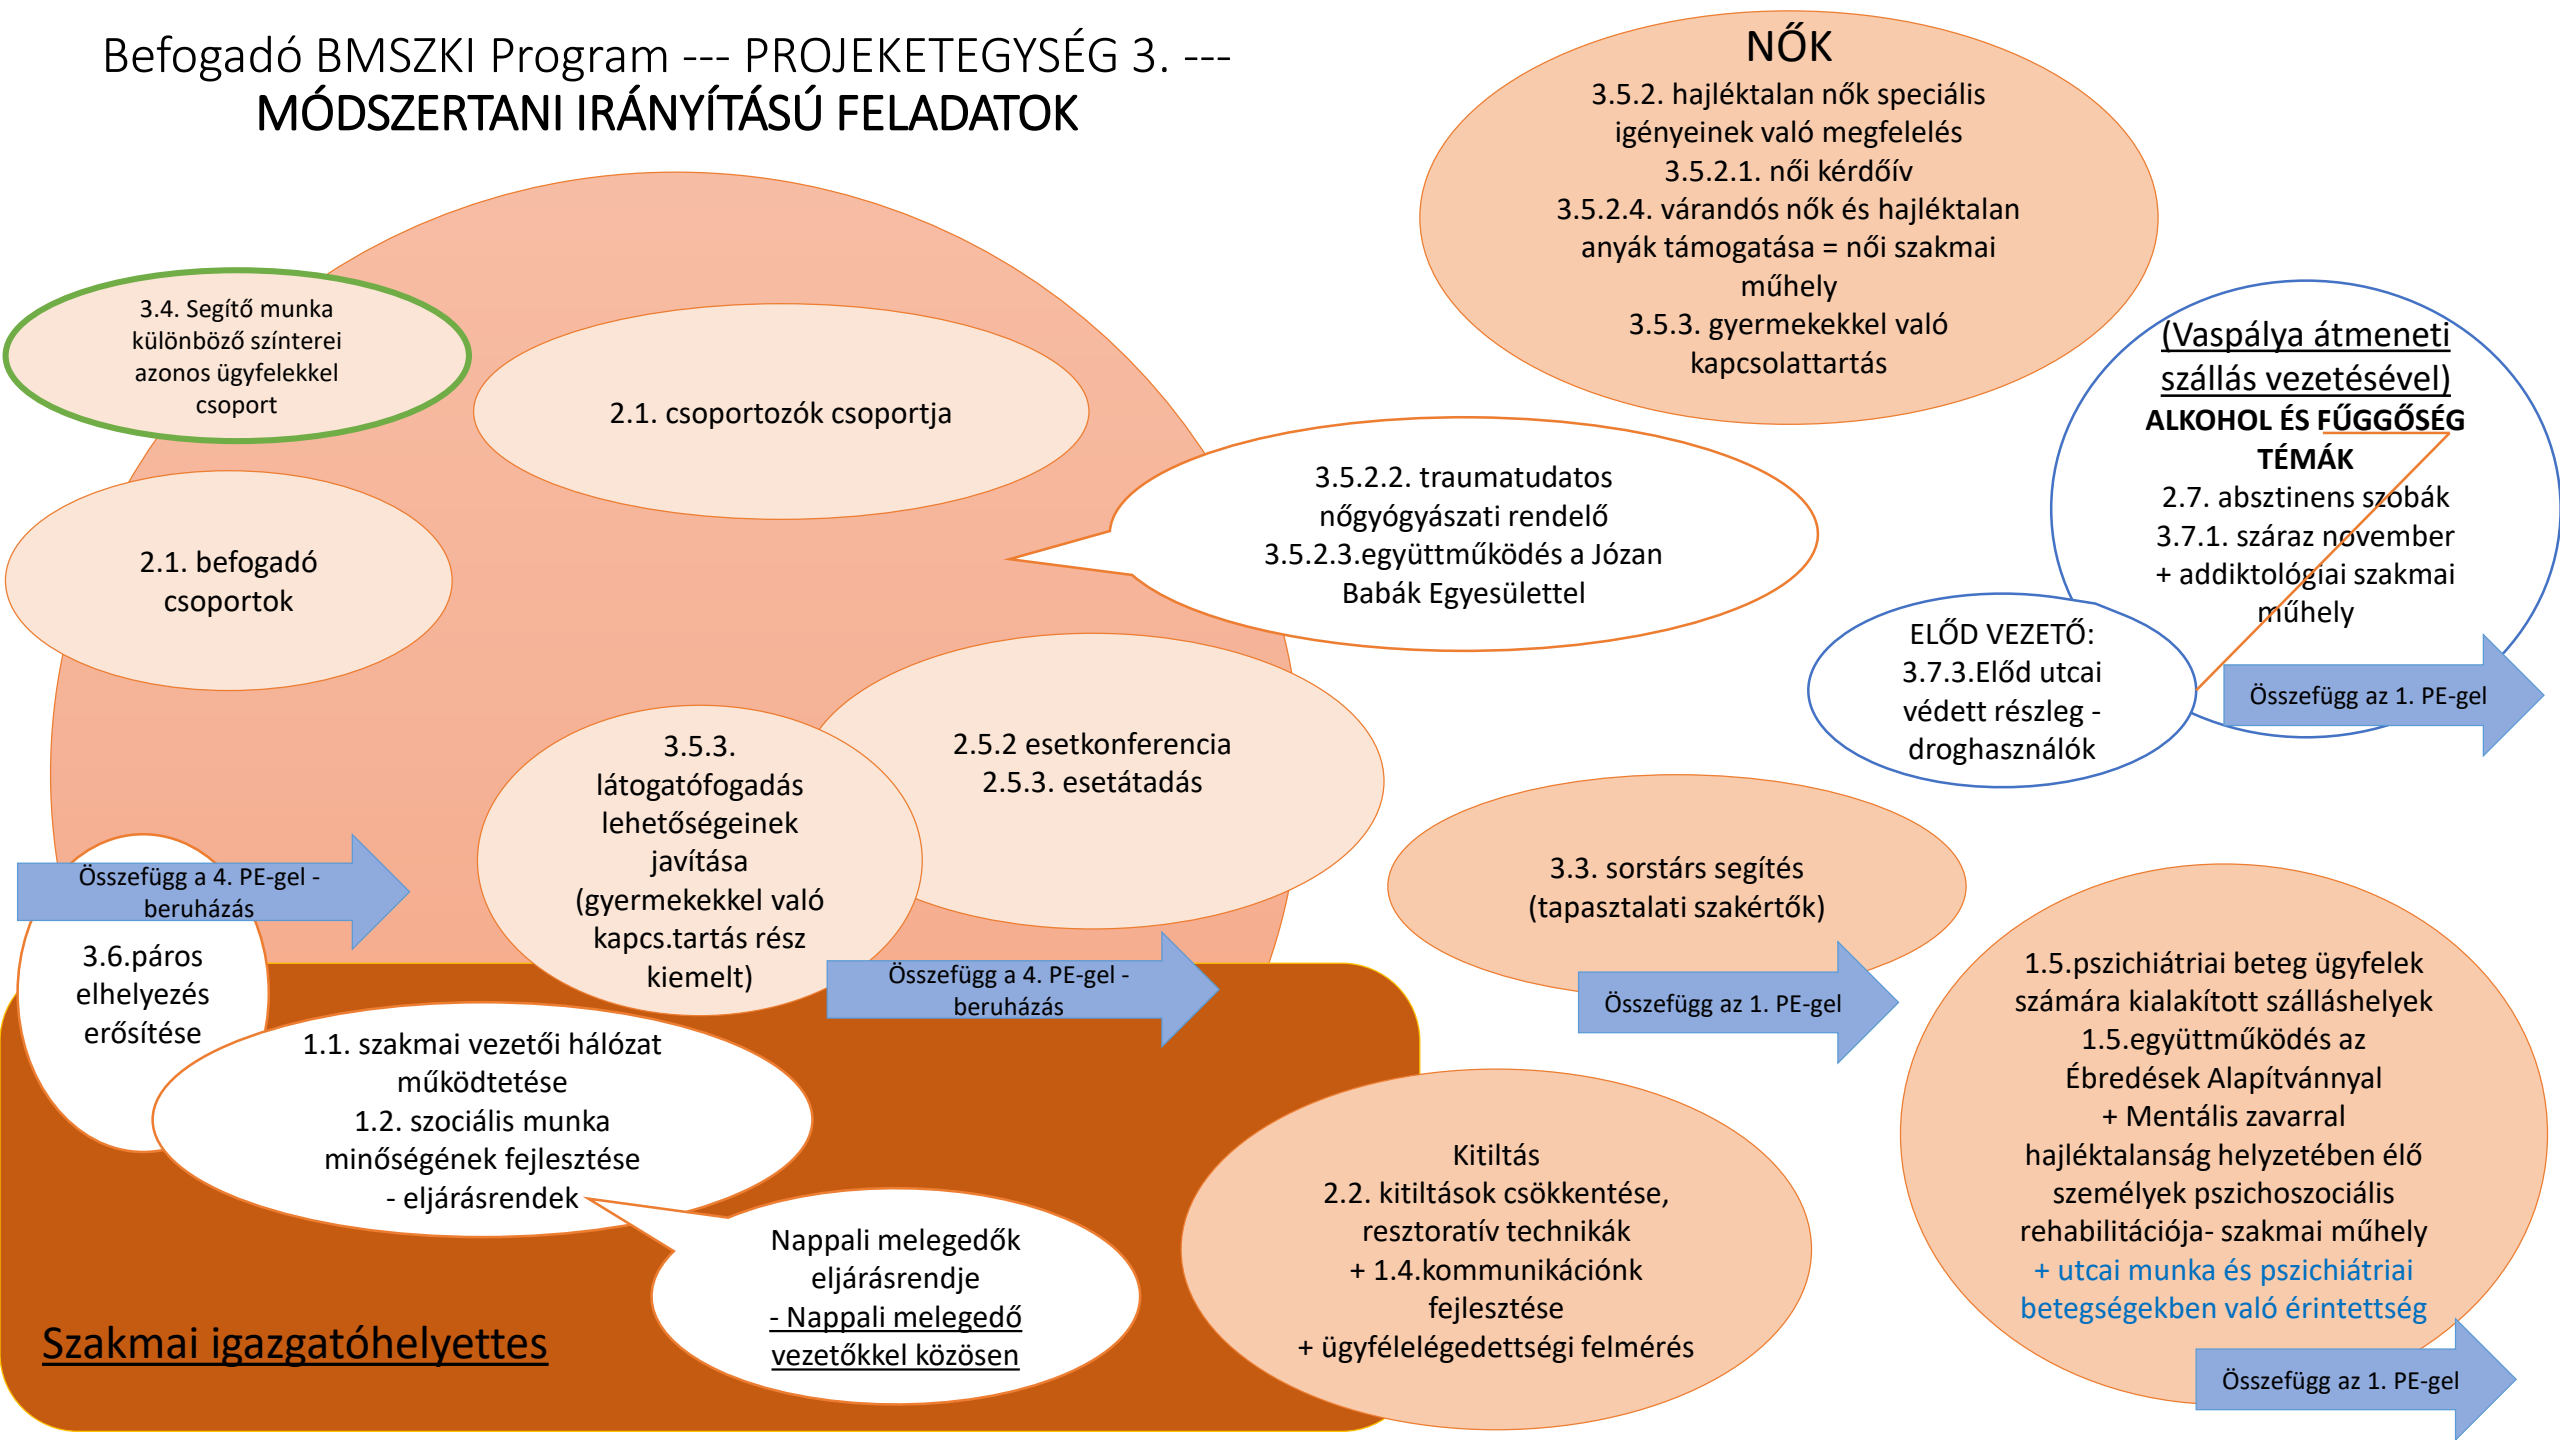 Befogadó BMSZKI Program --- PROJEKETEGYSÉG 3. ---
MÓDSZERTANI IRÁNYÍTÁSÚ FELADATOK
NŐK
3.5.2. hajléktalan nők speciális
igényeinek való megfelelés
3.5.2.1. női kérdőív
3.5.2.4. várandós nők és hajléktalan
anyák támogatása = női szakmai
műhely
3.5.3. gyermekekkel való
kapcsolattartás
3.4. Segítő munka
különböző színterei
azonos ügyfelekkel
csoport
2.1. csoportozók csoportja
2.1. befogadó
csoportok
3.5.2.2. traumatudatos
nőgyógyászati rendelő
3.5.2.3.együttműködés a Józan
Babák Egyesülettel
(Vaspálya átmeneti
szállás vezetésével)
ALKOHOL ÉS FŰGGŐSÉG
TÉMÁK
2.7. absztinens szobák
3.7.1. száraz november
+ addiktológiai szakmai
műhely
ELŐD VEZETŐ:
3.7.3.Előd utcai
védett részleg -
droghasználók
Összefügg az 1. PE-gel
3.5.3.
látogatófogadás
lehetőségeinek
javítása
(gyermekekkel való
kapcs.tartás rész
kiemelt)
2.5.2 esetkonferencia
2.5.3. esetátadás
Összefügg a 4. PE-gel -
beruházás
3.6.páros
elhelyezés
erősítése
Összefügg a 4. PE-gel -
beruházás
3.3. sorstárs segítés
(tapasztalati szakértők)
Összefügg az 1. PE-gel
1.1. szakmai vezetői hálózat
működtetése
1.2. szociális munka
minőségének fejlesztése
- eljárásrendek
Nappali melegedők
eljárásrendje
- Nappali melegedő
vezetőkkel közösen
Szakmai igazgatóhelyettes
Kitiltás
2.2. kitiltások csökkentése,
resztoratív technikák
+ 1.4.kommunikációnk
fejlesztése
+ ügyfélelégedettségi felmérés
1.5.pszichiátriai beteg ügyfelek
számára kialakított szálláshelyek
1.5.együttműködés az
Ébredések Alapítvánnyal
+ Mentális zavarral
hajléktalanság helyzetében élő
személyek pszichoszociális
rehabilitációja- szakmai műhely
+ utcai munka és pszichiátriai
betegségekben való érintettség
Összefügg az 1. PE-gel